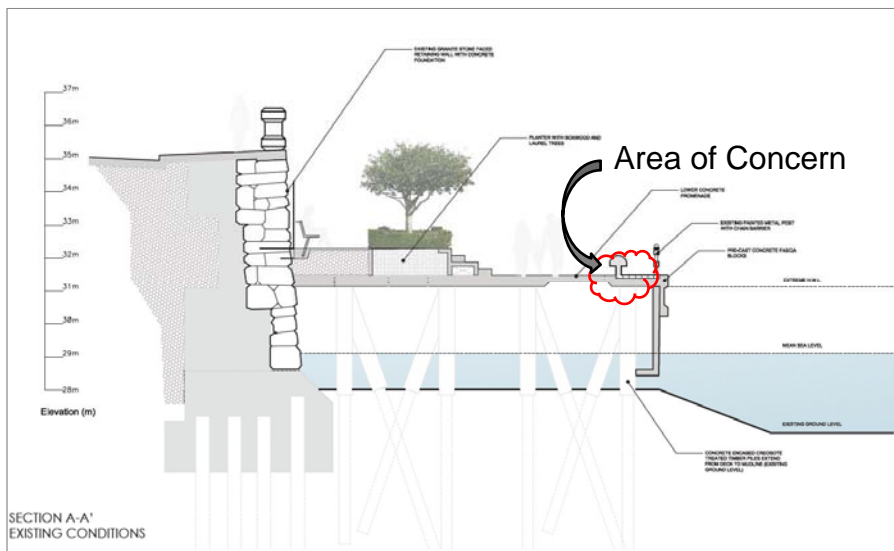 EXISTING GRANITE STONE FACED
RETAINING WALL WITH CONCRETE
FOUNDATION
37m
36m
35m
34m
33m
32m
31m
30m
29m
28m
Elevation (m)
PLANTER WITH BOXWOOD AND
LAUREL TREES
Area of Concern
LOWER CONCRETE
PROMENADE
EXISTING PAINTED METAL POST
WITH CHAIN BARRIER
PRE-CAST CONCRETE FASCIA
BLOCKS
EXTREME H.W.L.
MEAN SEA LEVEL
EXISTING GROUND LEVEL
CONCRETE ENCASED CREOSOTE
TREATED TIMBER PILES EXTEND
FROM DECK TO MUDLINE (EXISTING
GROUND LEVEL)
SECTION A-A'
EXISTING CONDITIONS